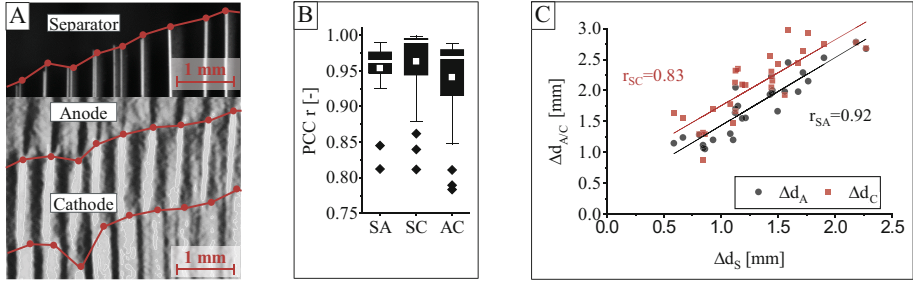 A
Separator
1 mm
Anode
Cathode
1 mm
B
PCC r [-]
1.00
0.95
0.90
0.85
0.80
0.75
SA SC AC
C
Δd_A/C [mm]
3.0
2.5
2.0
1.5
1.0
0.5
0.0
r_SC=0.83
r_SA=0.92
Δd_A Δd_C
0.0 0.5 1.0 1.5 2.0 2.5
Δd_S [mm]